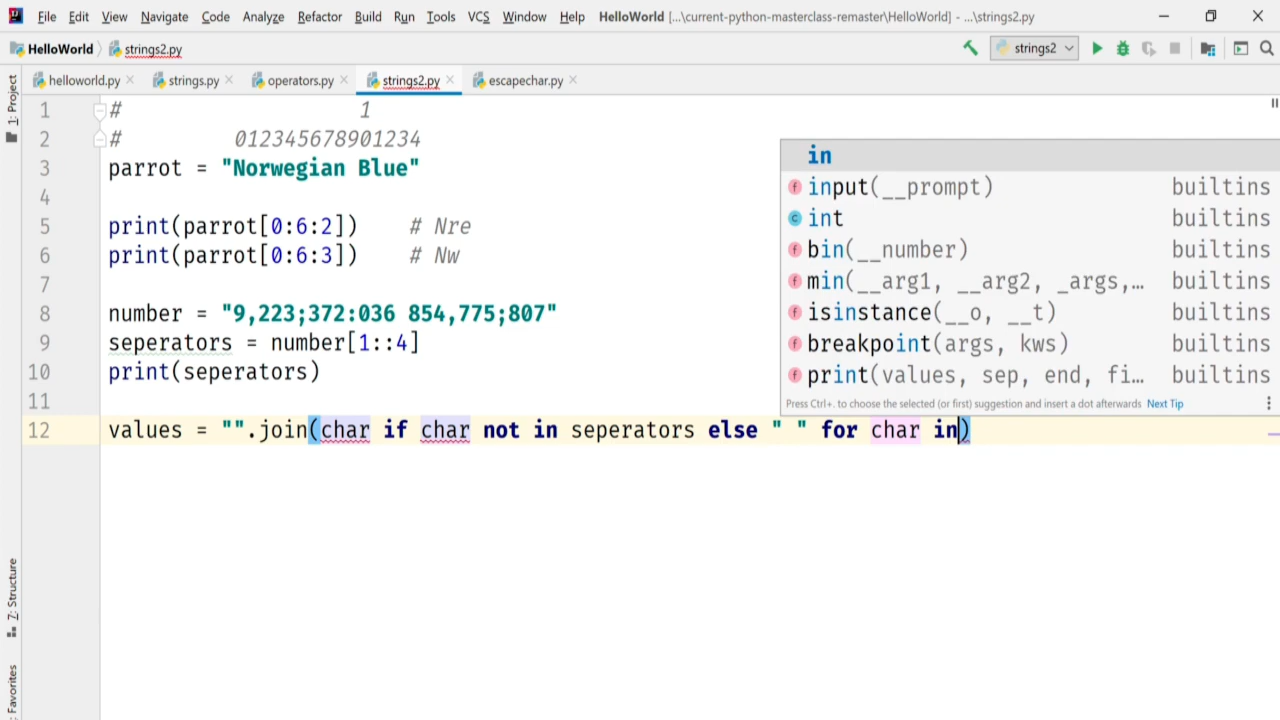 File Edit View Navigate Code Analyze Refactor Build Run Tools VCS Window Help HelloWorld [...\current-python-masterclass-remaster\HelloWorld] - ...\strings2.py
HelloWorld strings2.py strings2
helloworld.py strings.py operators.py strings2.py escapechar.py
1: Project
Z: Structure
Favorites
1 # 1
2 # 012345678901234
3 parrot = "Norwegian Blue"
4
5 print(parrot[0:6:2]) # Nre
6 print(parrot[0:6:3]) # Nw
7
8 number = "9,223;372:036 854,775;807"
9 seperators = number[1::4]
10 print(seperators)
11
12 values = "".join(char if char not in seperators else " " for char in)
in
input(__prompt) builtins
int builtins
bin(__number) builtins
min(__arg1, __arg2, _args,… builtins
isinstance(__o, __t) builtins
breakpoint(args, kws) builtins
print(values, sep, end, fi… builtins
Press Ctrl+. to choose the selected (or first) suggestion and insert a dot afterwards Next Tip